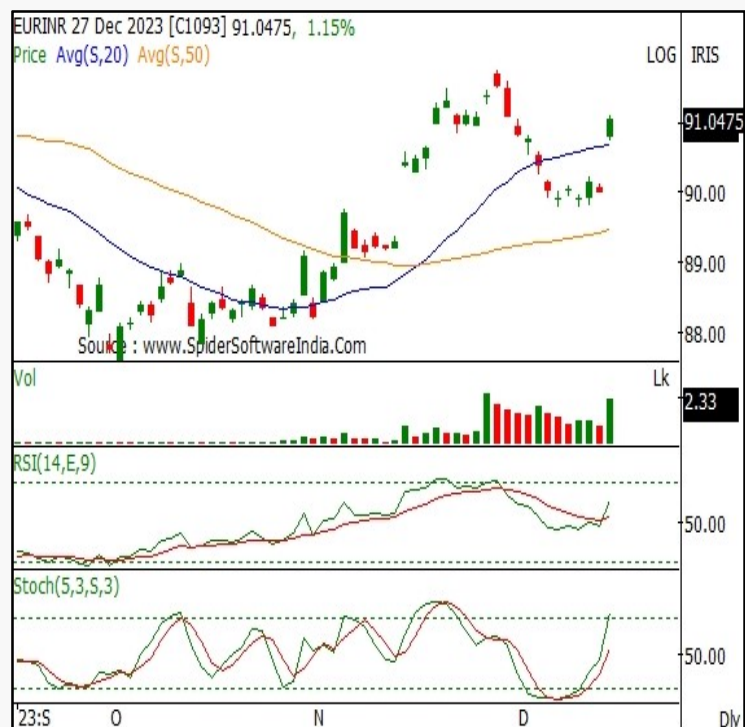 EURINR 27 Dec 2023 [C1093] 91.0475, 1.15%
Price Avg(S,20) Avg(S,50) LOG IRIS
91.0475
90.00
89.00
88.00
Source : www.SpiderSoftwareIndia.Com
Vol Lk
2.33
RSI(14,E,9)
50.00
Stoch(5,3,S,3)
50.00
'23:S O N D Dly